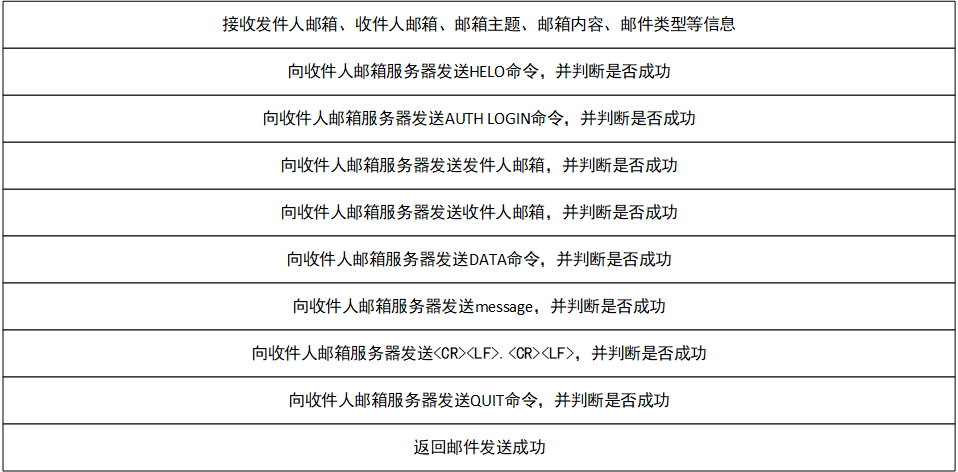 接收发件人邮箱、收件人邮箱、邮箱主题、邮箱内容、邮件类型等信息
向收件人邮箱服务器发送HELO命令，并判断是否成功
向收件人邮箱服务器发送AUTH LOGIN命令，并判断是否成功
向收件人邮箱服务器发送发件人邮箱，并判断是否成功
向收件人邮箱服务器发送收件人邮箱，并判断是否成功
向收件人邮箱服务器发送DATA命令，并判断是否成功
向收件人邮箱服务器发送message，并判断是否成功
向收件人邮箱服务器发送<CR><LF>.<CR><LF>，并判断是否成功
向收件人邮箱服务器发送QUIT命令，并判断是否成功
返回邮件发送成功